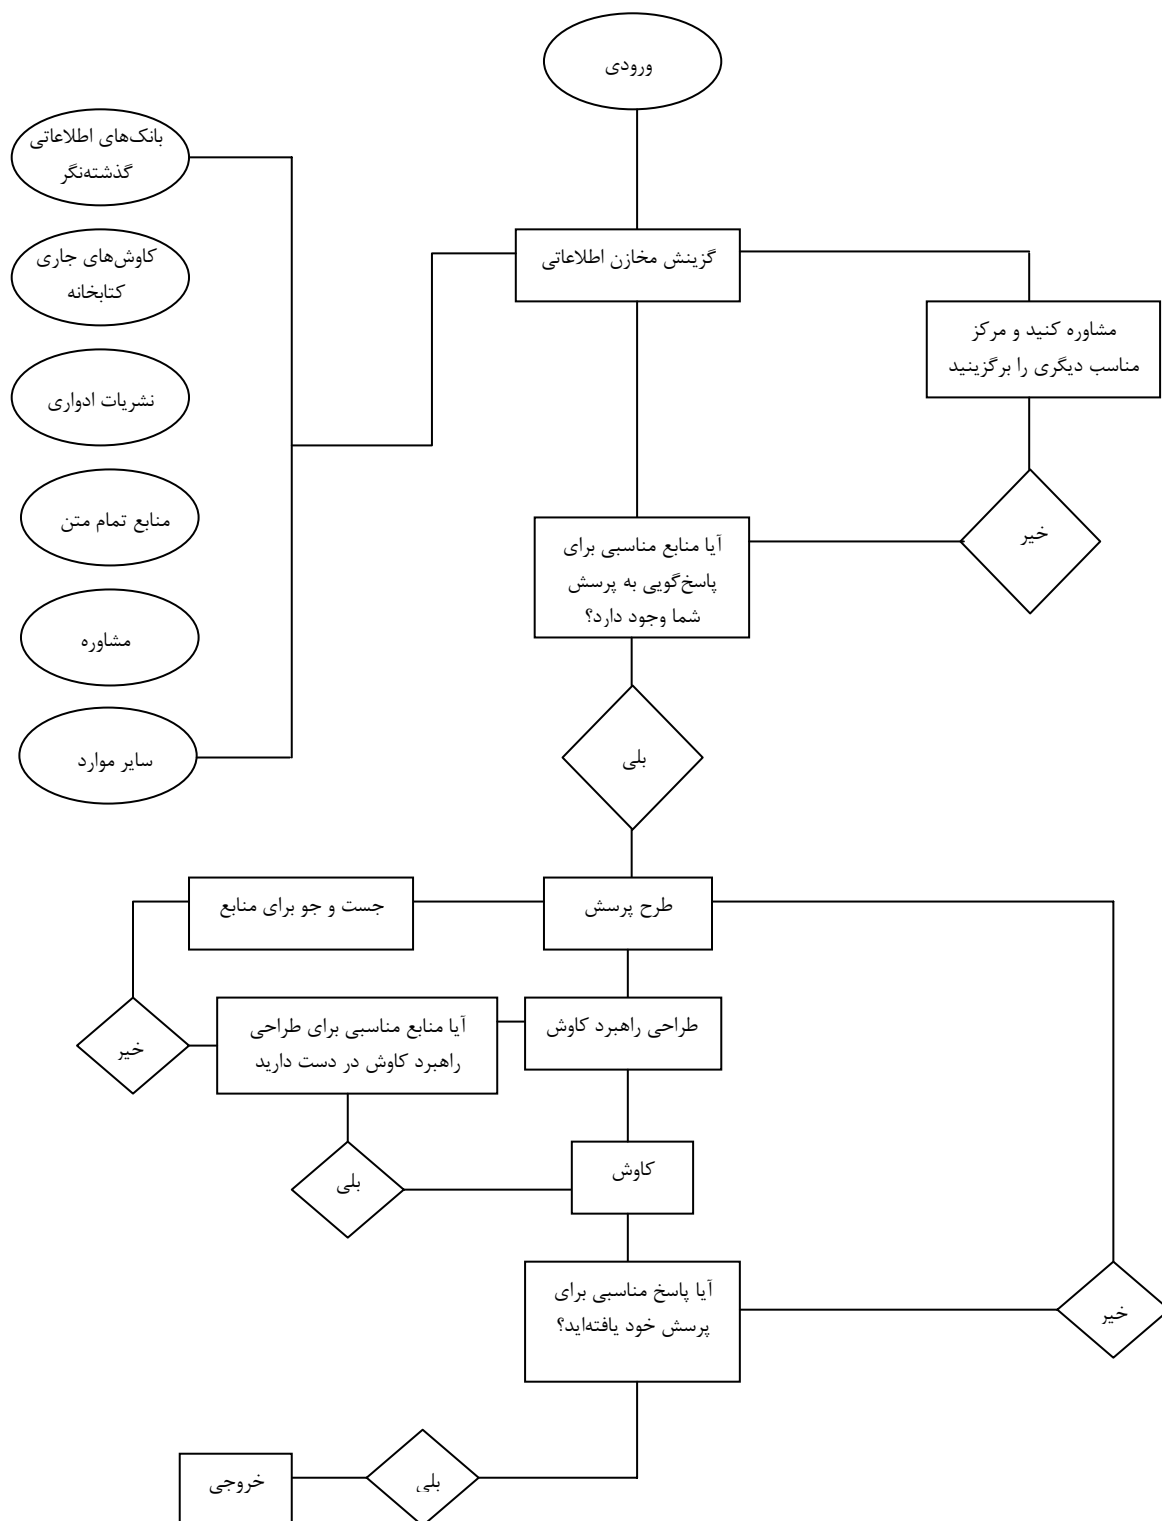 ورودی
بانک‌های اطلاعاتی
گذشته‌نگر
کاوش‌های جاری
کتابخانه
نشریات ادواری
منابع تمام متن
مشاوره
سایر موارد
گزینش مخازن اطلاعاتی
مشاوره کنید و مرکز
مناسب دیگری را برگزینید
خیر
آیا منابع مناسبی برای
پاسخ‌گویی به پرسش
شما وجود دارد؟
بلی
طرح پرسش
جست و جو برای منابع
خیر
آیا منابع مناسبی برای طراحی
راهبرد کاوش در دست دارید
طراحی راهبرد کاوش
بلی
کاوش
آیا پاسخ مناسبی برای
پرسش خود یافته‌اید؟
خیر
بلی
خروجی